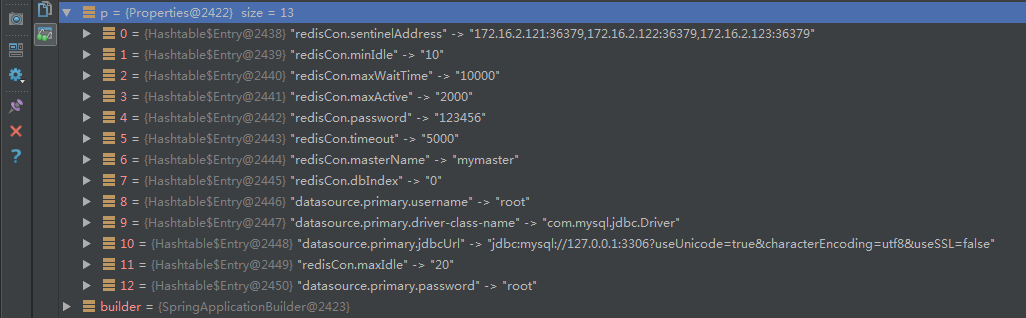 p = {Properties@2422} size = 13
0 = {Hashtable$Entry@2438} "redisCon.sentinelAddress" -> "172.16.2.121:36379,172.16.2.122:36379,172.16.2.123:36379"
1 = {Hashtable$Entry@2439} "redisCon.minIdle" -> "10"
2 = {Hashtable$Entry@2440} "redisCon.maxWaitTime" -> "10000"
3 = {Hashtable$Entry@2441} "redisCon.maxActive" -> "2000"
4 = {Hashtable$Entry@2442} "redisCon.password" -> "123456"
5 = {Hashtable$Entry@2443} "redisCon.timeout" -> "5000"
6 = {Hashtable$Entry@2444} "redisCon.masterName" -> "mymaster"
7 = {Hashtable$Entry@2445} "redisCon.dbIndex" -> "0"
8 = {Hashtable$Entry@2446} "datasource.primary.username" -> "root"
9 = {Hashtable$Entry@2447} "datasource.primary.driver-class-name" -> "com.mysql.jdbc.Driver"
10 = {Hashtable$Entry@2448} "datasource.primary.jdbcUrl" -> "jdbc:mysql://127.0.0.1:3306?useUnicode=true&characterEncoding=utf8&useSSL=false"
11 = {Hashtable$Entry@2449} "redisCon.maxIdle" -> "20"
12 = {Hashtable$Entry@2450} "datasource.primary.password" -> "root"
builder = {SpringApplicationBuilder@2423}